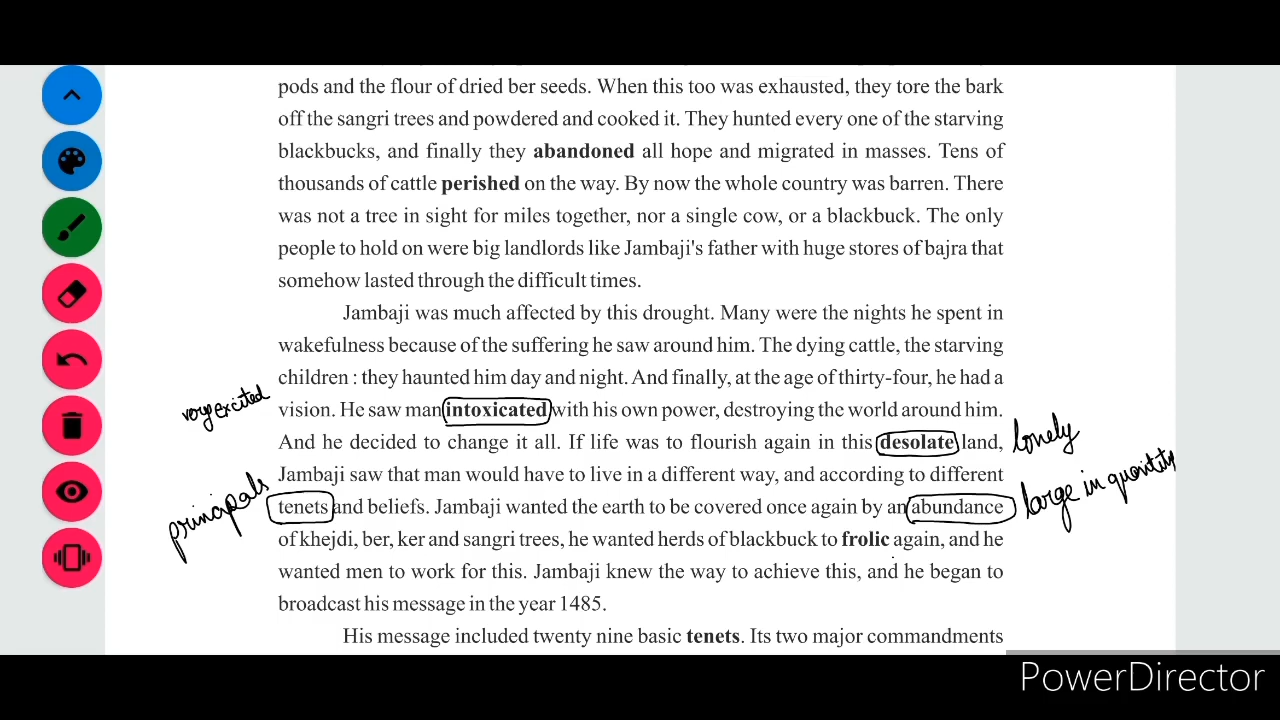 pods and the flour of dried ber seeds. When this too was exhausted, they tore the bark
off the sangri trees and powdered and cooked it. They hunted every one of the starving
blackbucks, and finally they abandoned all hope and migrated in masses. Tens of
thousands of cattle perished on the way. By now the whole country was barren. There
was not a tree in sight for miles together, nor a single cow, or a blackbuck. The only
people to hold on were big landlords like Jambaji's father with huge stores of bajra that
somehow lasted through the difficult times.
Jambaji was much affected by this drought. Many were the nights he spent in
wakefulness because of the suffering he saw around him. The dying cattle, the starving
children : they haunted him day and night. And finally, at the age of thirty-four, he had a
very excited
vision. He saw man intoxicated with his own power, destroying the world around him.
And he decided to change it all. If life was to flourish again in this desolate land,
lonely
Jambaji saw that man would have to live in a different way, and according to different
principals
tenets and beliefs. Jambaji wanted the earth to be covered once again by an abundance
large in quantity
of khejdi, ber, ker and sangri trees, he wanted herds of blackbuck to frolic again, and he
wanted men to work for this. Jambaji knew the way to achieve this, and he began to
broadcast his message in the year 1485.
His message included twenty nine basic tenets. Its two major commandments
PowerDirector